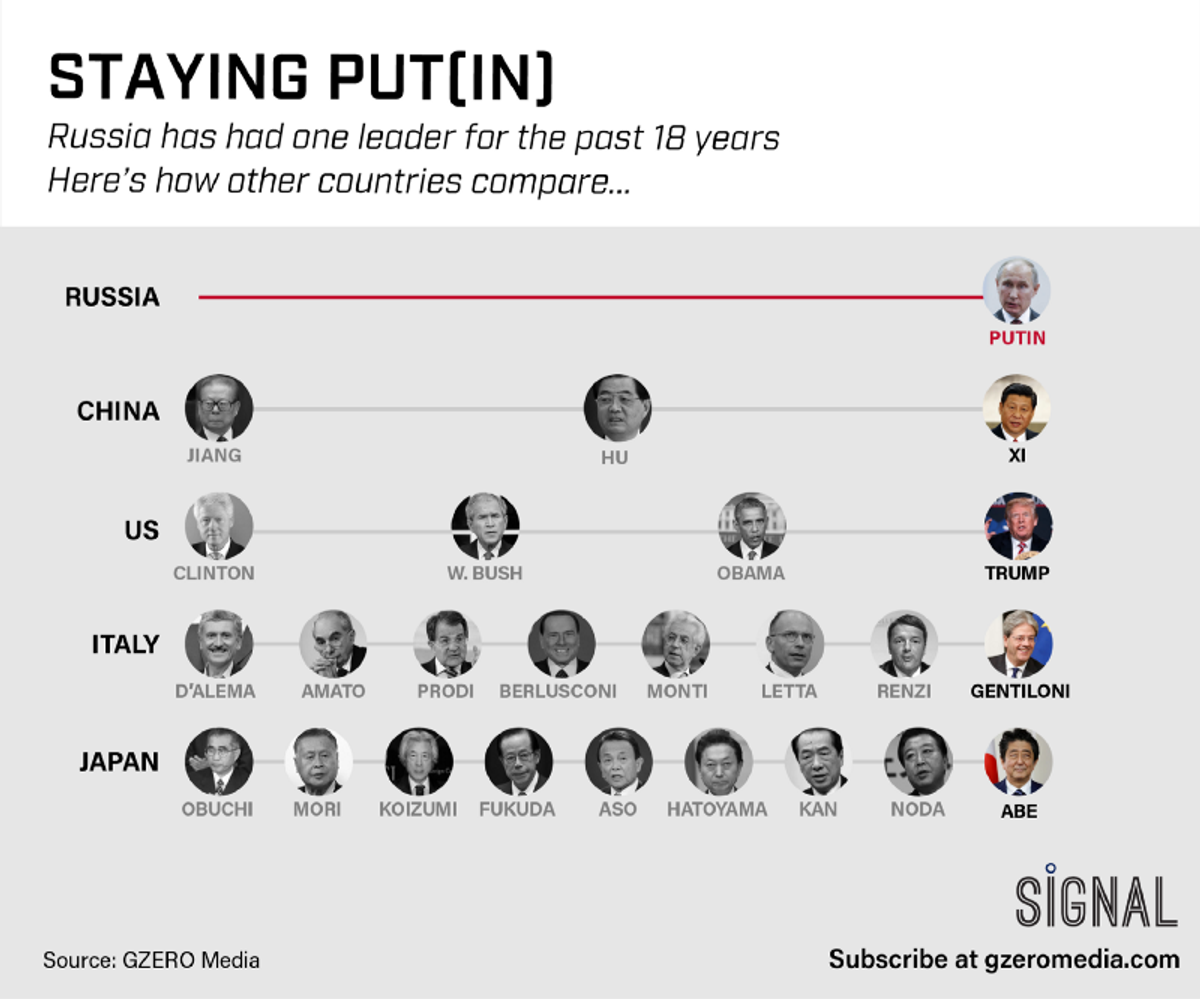 STAYING PUT(IN)
Russia has had one leader for the past 18 years
Here's how other countries compare...
RUSSIA
PUTIN
CHINA
JIANG HU XI
US
CLINTON W. BUSH OBAMA TRUMP
ITALY
D'ALEMA AMATO PRODI BERLUSCONI MONTI LETTA RENZI GENTILONI
JAPAN
OBUCHI MORI KOIZUMI FUKUDA ASO HATOYAMA KAN NODA ABE
SIGNAL
Source: GZERO Media
Subscribe at gzeromedia.com